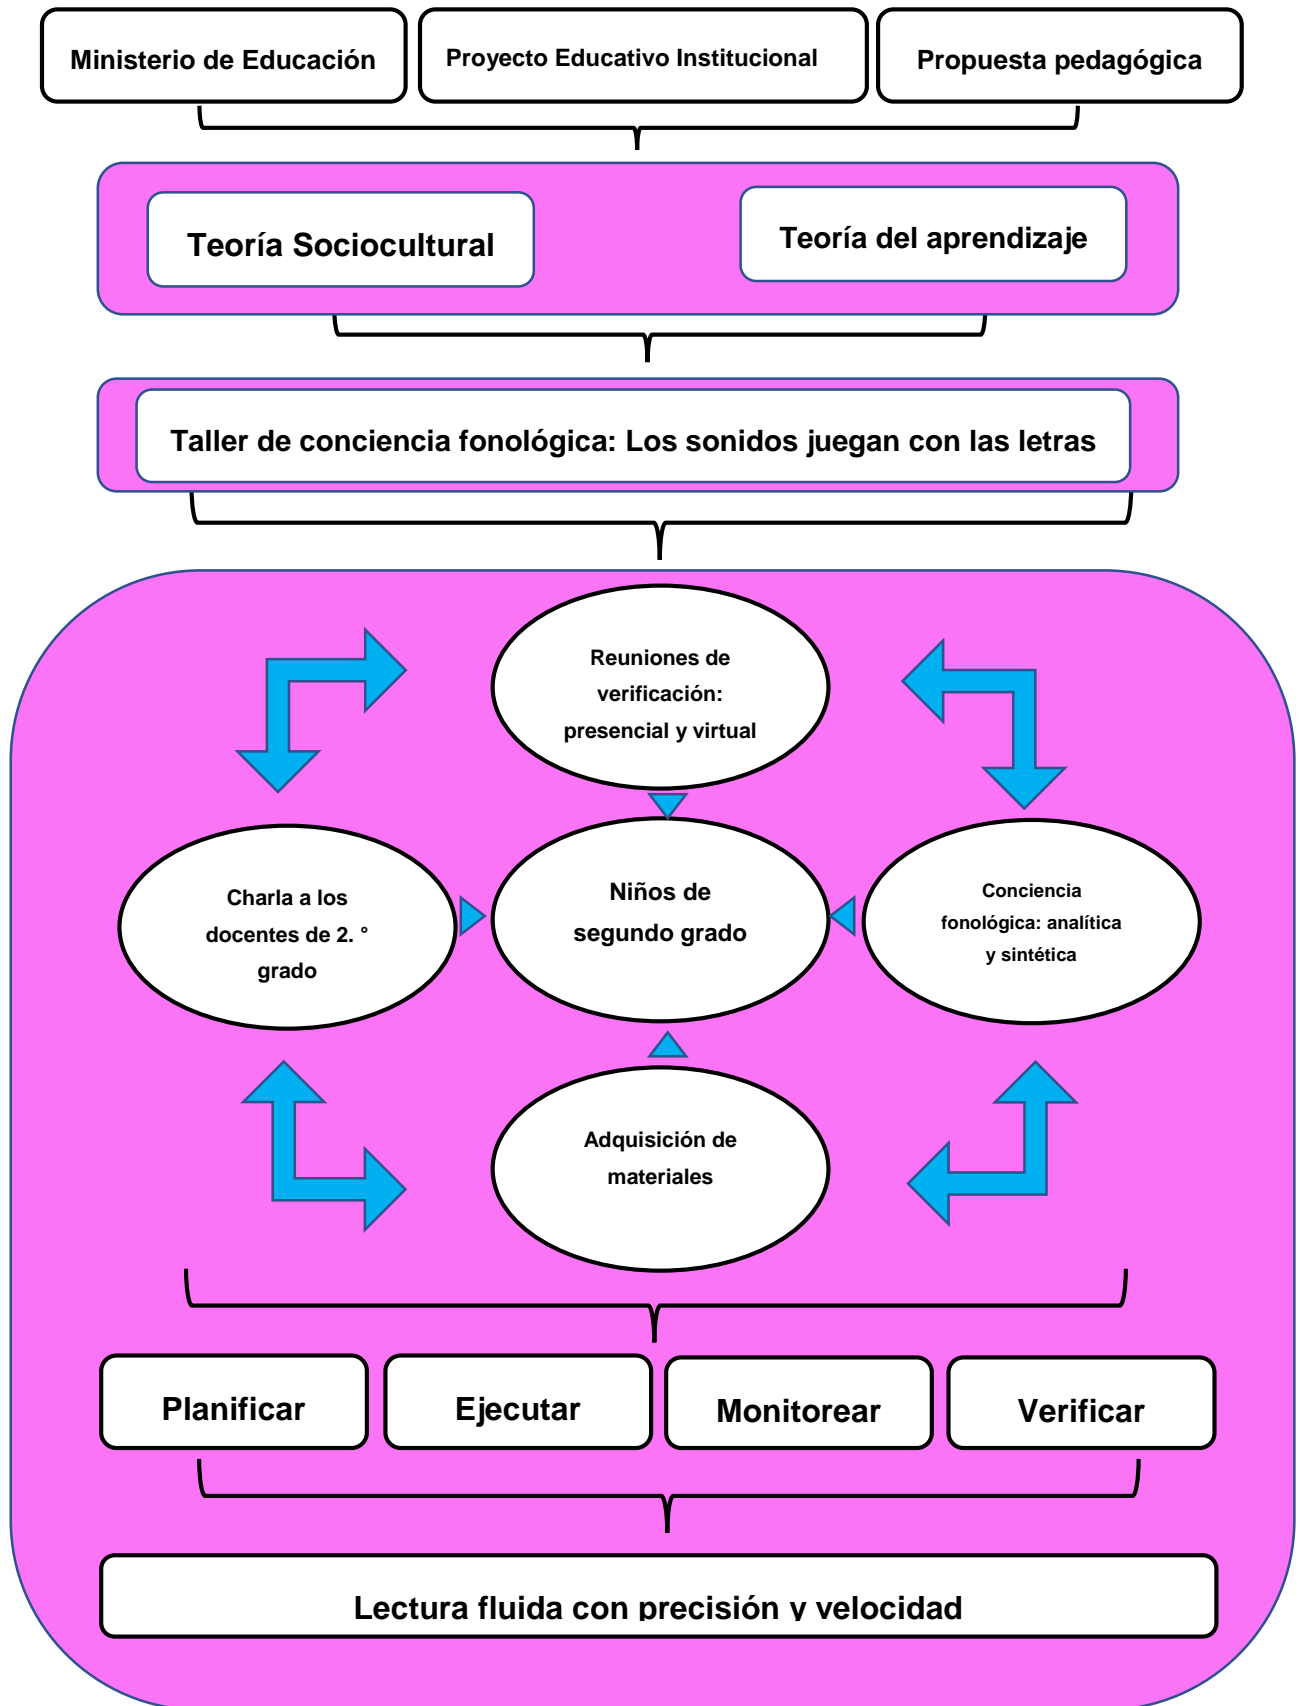 Ministerio de Educación
Proyecto Educativo Institucional
Propuesta pedagógica
Teoría Sociocultural
Teoría del aprendizaje
Taller de conciencia fonológica: Los sonidos juegan con las letras
Reuniones de
verificación:
presencial y virtual
Charla a los
docentes de 2. °
grado
Niños de
segundo grado
Conciencia
fonológica: analítica
y sintética
Adquisición de
materiales
Planificar
Ejecutar
Monitorear
Verificar
Lectura fluida con precisión y velocidad